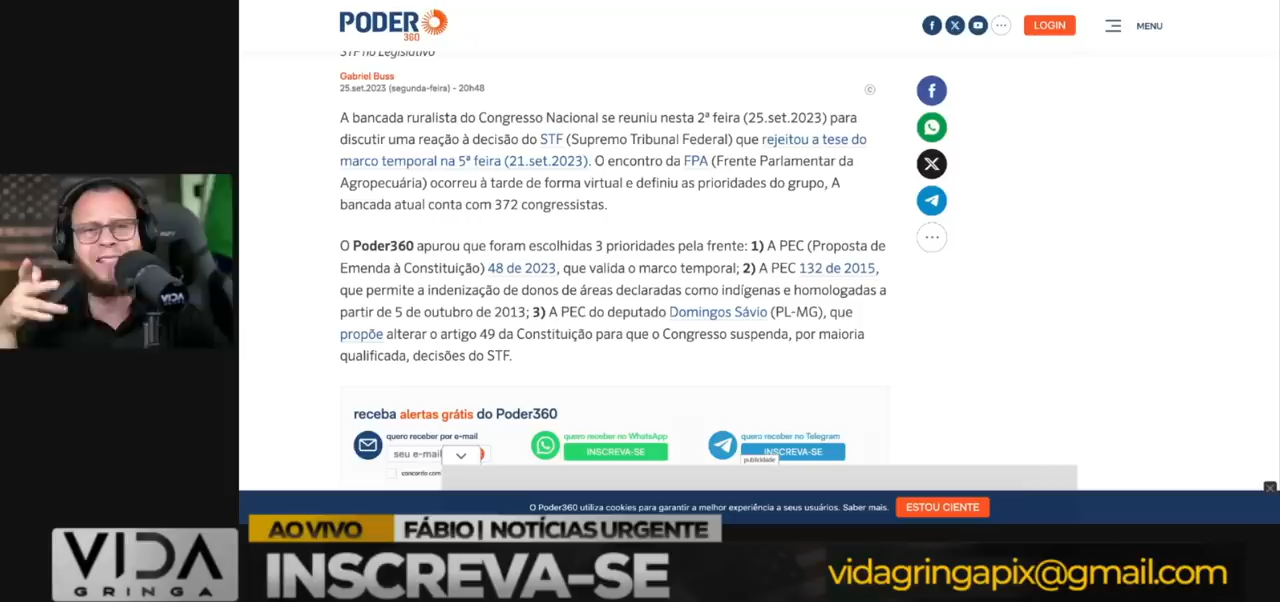 PODER
360
LOGIN
MENU
STF no Legislativo
Gabriel Buss
25.set.2023 (segunda-feira) - 20h48
A bancada ruralista do Congresso Nacional se reuniu nesta 2ª feira (25.set.2023) para
discutir uma reação à decisão do STF (Supremo Tribunal Federal) que rejeitou a tese do
marco temporal na 5ª feira (21.set.2023). O encontro da FPA (Frente Parlamentar da
Agropecuária) ocorreu à tarde de forma virtual e definiu as prioridades do grupo, A
bancada atual conta com 372 congressistas.
O Poder360 apurou que foram escolhidas 3 prioridades pela frente: 1) A PEC (Proposta de
Emenda à Constituição) 48 de 2023, que valida o marco temporal; 2) A PEC 132 de 2015,
que permite a indenização de donos de áreas declaradas como indígenas e homologadas a
partir de 5 de outubro de 2013; 3) A PEC do deputado Domingos Sávio (PL-MG), que
propõe alterar o artigo 49 da Constituição para que o Congresso suspenda, por maioria
qualificada, decisões do STF.
receba alertas grátis do Poder360
quero receber por e-mail
seu e-mail
concordo com
quero receber no WhatsApp
INSCREVA-SE
quero receber no Telegram
INSCREVA-SE
publicidade
O Poder360 utiliza cookies para garantir a melhor experiência a seus usuários. Saber mais.
ESTOU CIENTE
VIDA
VIDA
GRINGA
AO VIVO
FÁBIO | NOTÍCIAS URGENTE
INSCREVA-SE
vidagringapix@gmail.com